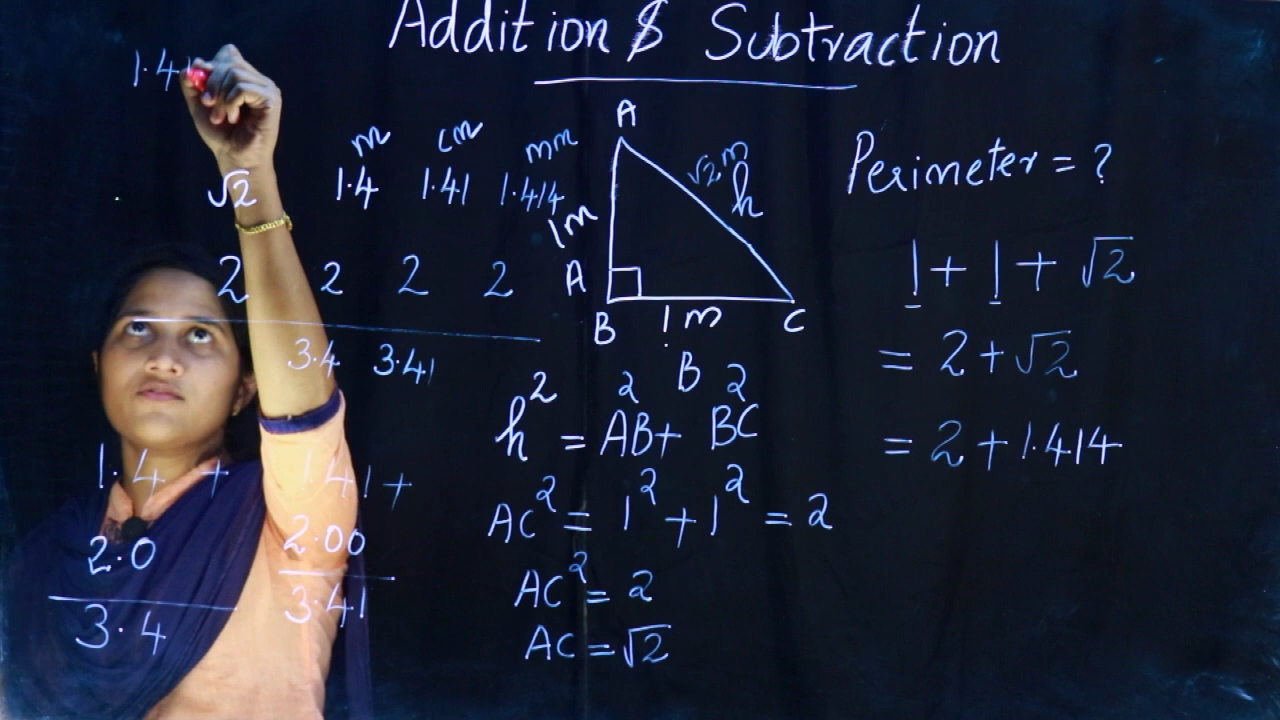 Addition & Subtraction
1.41
m cm mm
√2 1.4 1.41 1.414
2 2 2 2
3.4 3.41
1.4 +
2.0
3.4
1.41 +
2.00
3.41
A
√2 m
h
1m
A
B 1m C
B
h² = AB² + BC²
AC² = 1² + 1² = 2
AC² = 2
AC = √2
Perimeter = ?
1 + 1 + √2
= 2 + √2
= 2 + 1.414